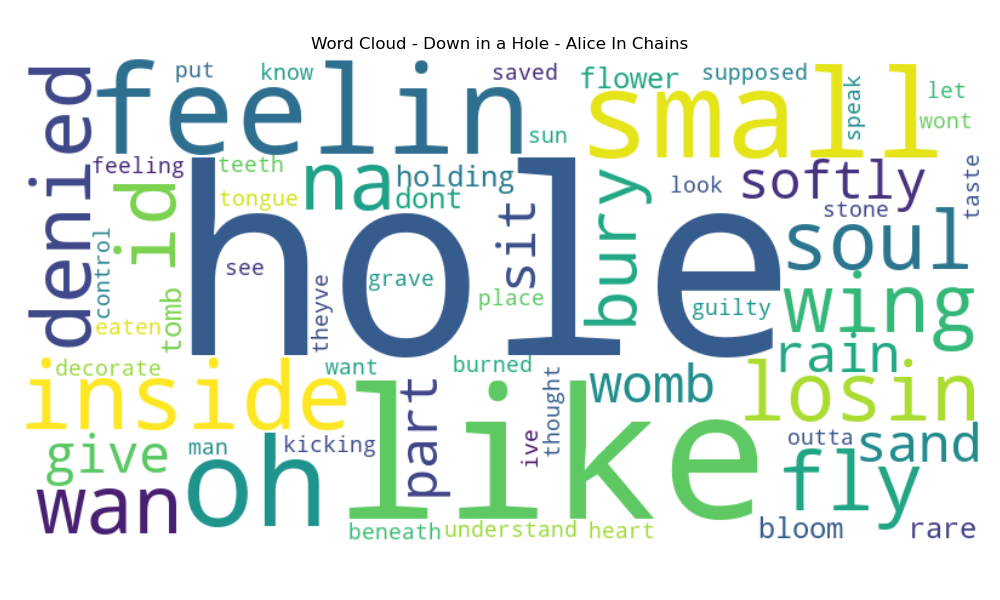 Word Cloud - Down in a Hole - Alice In Chains
denied
put
know
feelin
saved
flower
supposed
small
speak
let
wont
sun
feeling
teeth
tongue
id
na
holding
dont
hole
sit
bury
look
softly
stone
taste
soul
control
see
theyve
grave
place
guilty
wing
eaten
tomb
decorate
inside
want
burned
thought
womb
rain
losin
part
like
give
man
kicking
oh
ive
outta
sand
fly
wan
beneath
understand
heart
bloom
rare